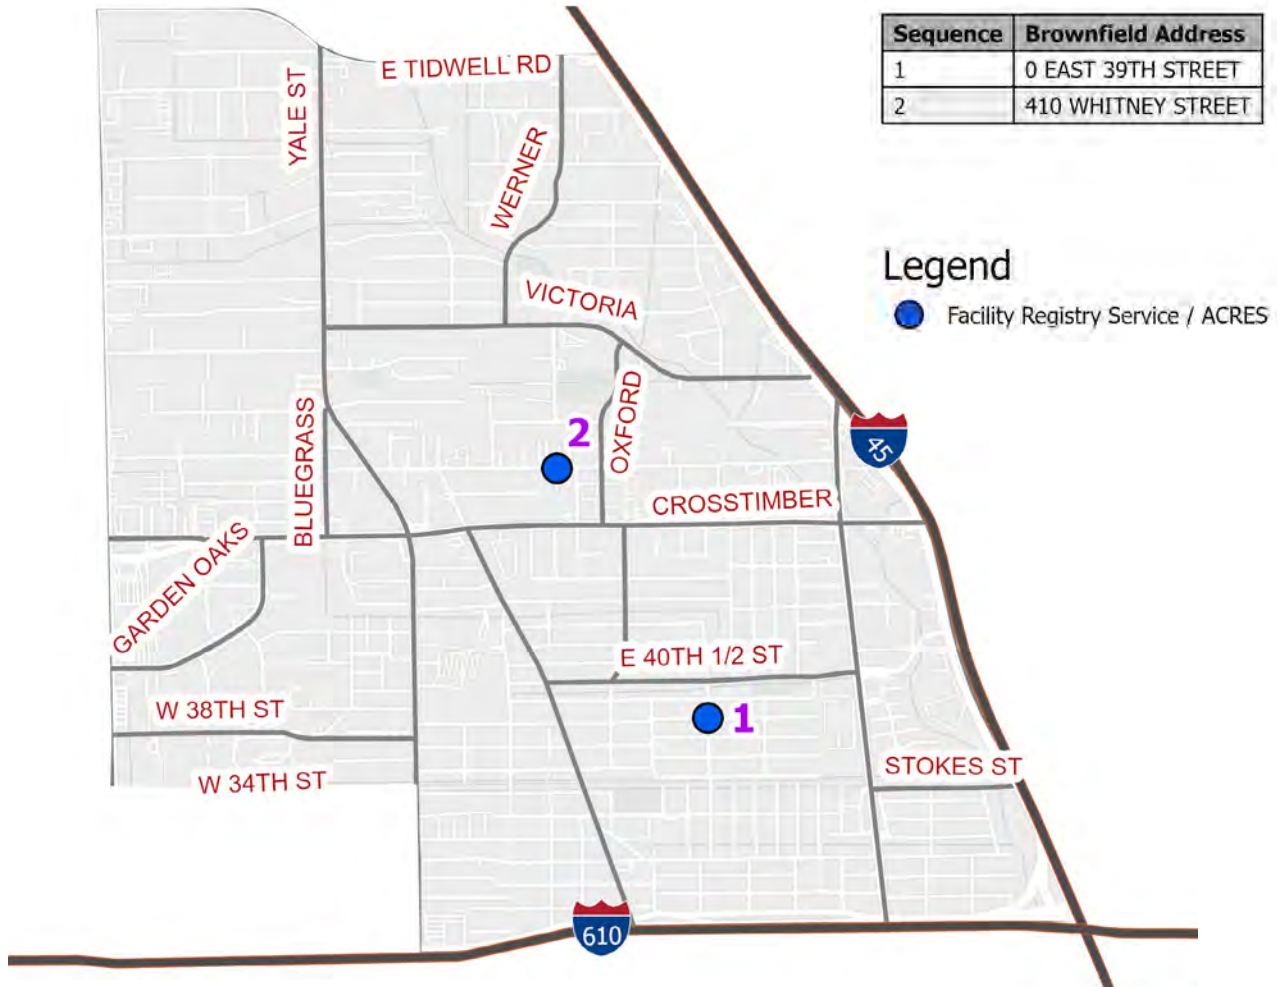 Sequence Brownfield Address
1 0 EAST 39TH STREET
2 410 WHITNEY STREET
E TIDWELL RD
YALE ST
WERNER
Legend
Facility Registry Service / ACRES
VICTORIA
BLUEGRASS
OXFORD
2
45
CROSSTIMBER
GARDEN OAKS
E 40TH 1/2 ST
W 38TH ST
1
STOKES ST
W 34TH ST
610